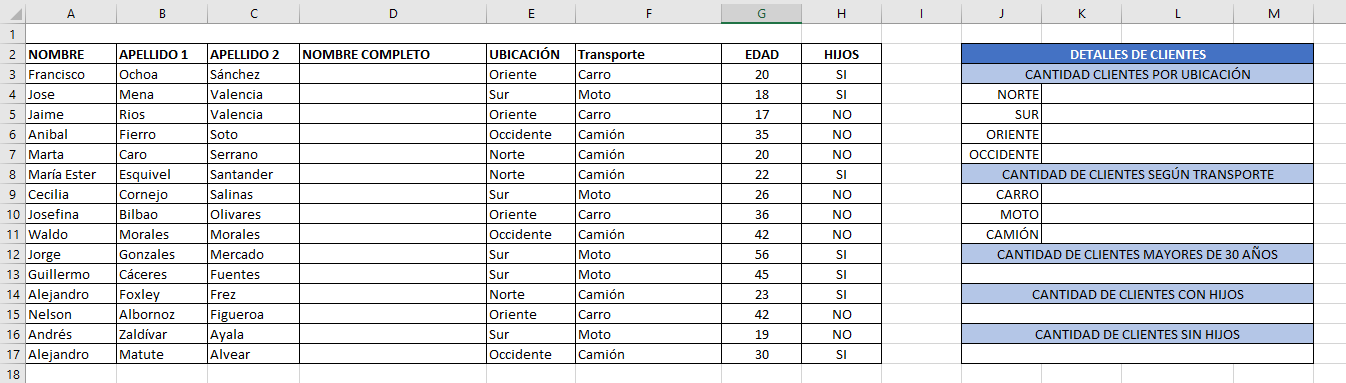 A B C D E F G H I J K L M
1
2 NOMBRE APELLIDO 1 APELLIDO 2 NOMBRE COMPLETO UBICACIÓN Transporte EDAD HIJOS DETALLES DE CLIENTES
3 Francisco Ochoa Sánchez Oriente Carro 20 SI CANTIDAD CLIENTES POR UBICACIÓN
4 Jose Mena Valencia Sur Moto 18 SI NORTE
5 Jaime Rios Valencia Oriente Carro 17 NO SUR
6 Anibal Fierro Soto Occidente Camión 35 NO ORIENTE
7 Marta Caro Serrano Norte Camión 20 NO OCCIDENTE
8 María Ester Esquivel Santander Norte Camión 22 SI CANTIDAD DE CLIENTES SEGÚN TRANSPORTE
9 Cecilia Cornejo Salinas Sur Moto 26 NO CARRO
10 Josefina Bilbao Olivares Oriente Carro 36 NO MOTO
11 Waldo Morales Morales Occidente Camión 42 NO CAMIÓN
12 Jorge Gonzales Mercado Sur Moto 56 SI CANTIDAD DE CLIENTES MAYORES DE 30 AÑOS
13 Guillermo Cáceres Fuentes Sur Moto 45 SI
14 Alejandro Foxley Frez Norte Camión 23 SI CANTIDAD DE CLIENTES CON HIJOS
15 Nelson Albornoz Figueroa Oriente Carro 42 NO
16 Andrés Zaldívar Ayala Sur Moto 19 NO CANTIDAD DE CLIENTES SIN HIJOS
17 Alejandro Matute Alvear Occidente Camión 30 SI
18